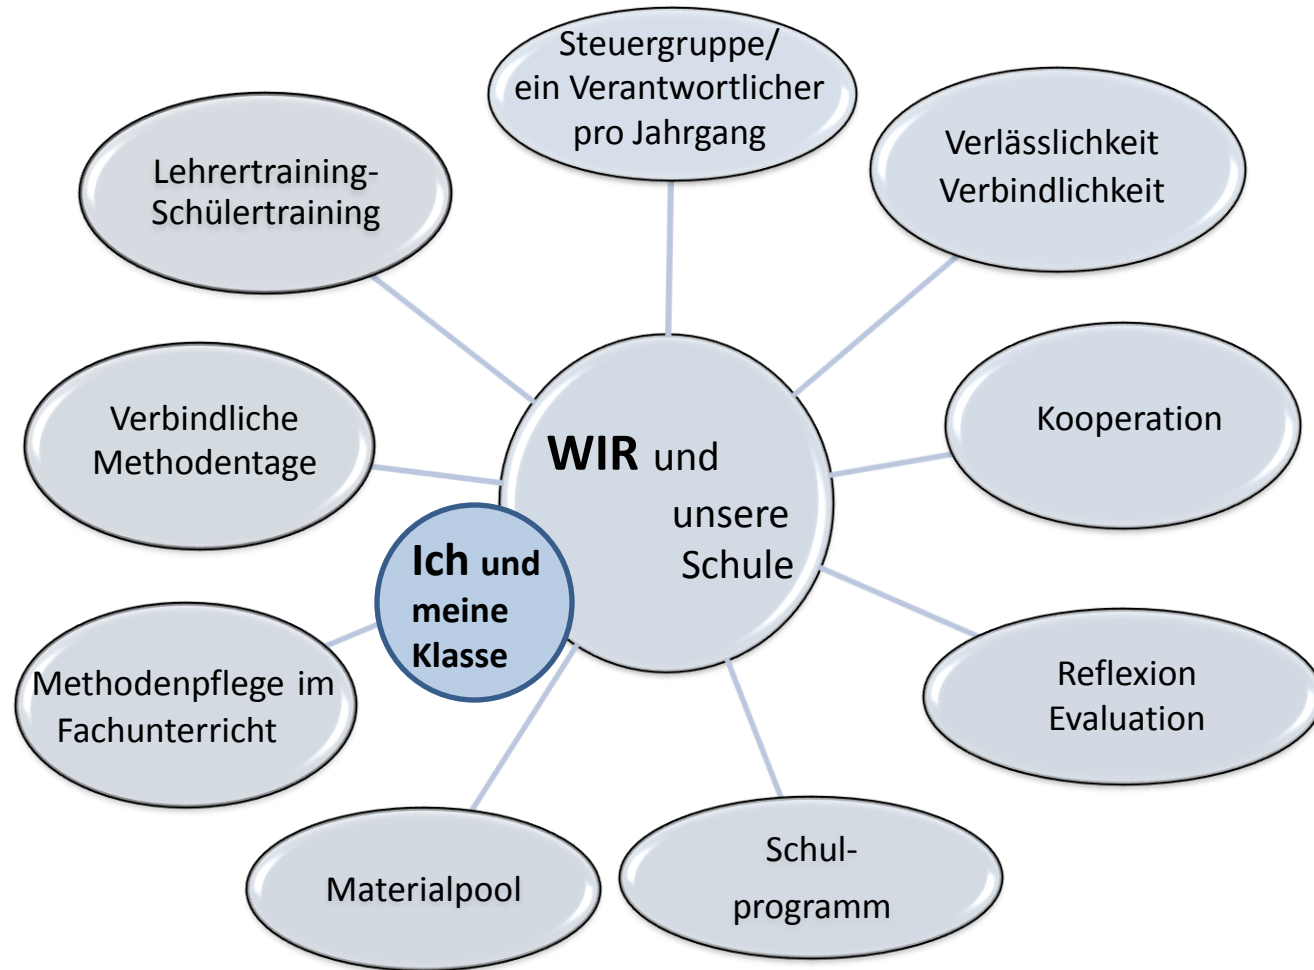 Steuergruppe/
ein Verantwortlicher
pro Jahrgang
Verlässlichkeit
Verbindlichkeit
Lehrertraining-
Schülertraining
Kooperation
Verbindliche
Methodentage
WIR und
unsere
Schule
Ich und
meine
Klasse
Methodenpflege im
Fachunterricht
Reflexion
Evaluation
Materialpool
Schul-
programm